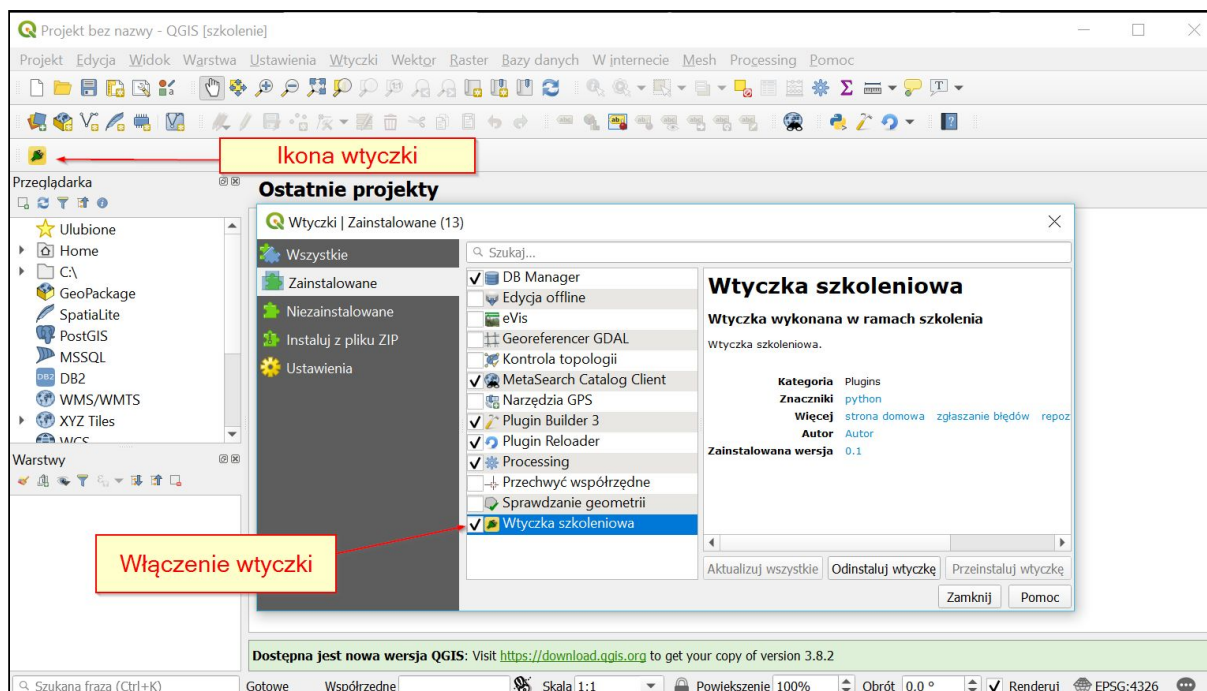 Projekt bez nazwy - QGIS [szkolenie]
Projekt Edycja Widok Warstwa Ustawienia Wtyczki Wektor Raster Bazy danych W internecie Mesh Processing Pomoc
Ikona wtyczki
Przeglądarka
Ulubione
Home
C:\
GeoPackage
SpatiaLite
PostGIS
MSSQL
DB2
WMS/WMTS
XYZ Tiles
WCS
Warstwy
Ostatnie projekty
Wtyczki | Zainstalowane (13)
Wszystkie
Zainstalowane
Niezainstalowane
Instaluj z pliku ZIP
Ustawienia
Szukaj...
DB Manager
Edycja offline
eVis
Georeferencer GDAL
Kontrola topologii
MetaSearch Catalog Client
Narzędzia GPS
Plugin Builder 3
Plugin Reloader
Processing
Przechwyć współrzędne
Sprawdzanie geometrii
Wtyczka szkoleniowa
Wtyczka szkoleniowa
Wtyczka wykonana w ramach szkolenia
Wtyczka szkoleniowa.
Kategoria Plugins
Znaczniki python
Więcej strona domowa zgłaszanie błędów repoz
Autor Autor
Zainstalowana wersja 0.1
Włączenie wtyczki
Aktualizuj wszystkie Odinstaluj wtyczkę Przeinstaluj wtyczkę
Zamknij Pomoc
Dostępna jest nowa wersja QGIS: Visit https://download.qgis.org to get your copy of version 3.8.2
Szukana fraza (Ctrl+K) Gotowe Współrzędne Skala 1:1 Powiększenie 100% Obrót 0.0 ° Renderuj EPSG:4326